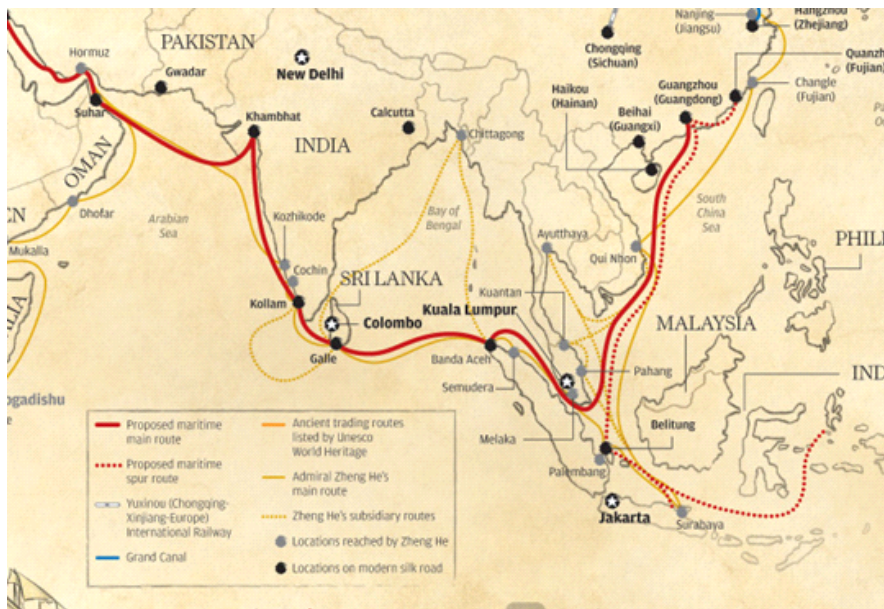 Nanjing
(Jiangsu)
Hangzhou
(Zhejiang)
Hormuz
PAKISTAN
Gwadar
New Delhi
Chongqing
(Sichuan)
Quanzh
(Fujian)
Guangzhou
(Guangdong)
Changle
(Fujian)
Haikou
(Hainan)
Beihai
(Guangxi)
Suhar
Khambhat
Calcutta
Chittagong
INDIA
OMAN
Dhofar
Arabian
Sea
EN
Mukalla
Kozhikode
Cochin
Bay of
Bengal
Ayutthaya
Qui Nhon
South
China
Sea
PHILI
SRI LANKA
Kollam
Colombo
Kuantan
Kuala Lumpur
MALAYSIA
Galle
Banda Aceh
Semudera
Pahang
IND
ogadishu
Melaka
Belitung
Palembang
Jakarta
Surabaya
Proposed maritime
main route
Proposed maritime
spur route
Yuxinou (Chongqing-
Xinjiang-Europe)
International Railway
Grand Canal
Ancient trading routes
listed by Unesco
World Heritage
Admiral Zheng He's
main route
Zheng He's subsidiary routes
Locations reached by Zheng He
Locations on modern silk road